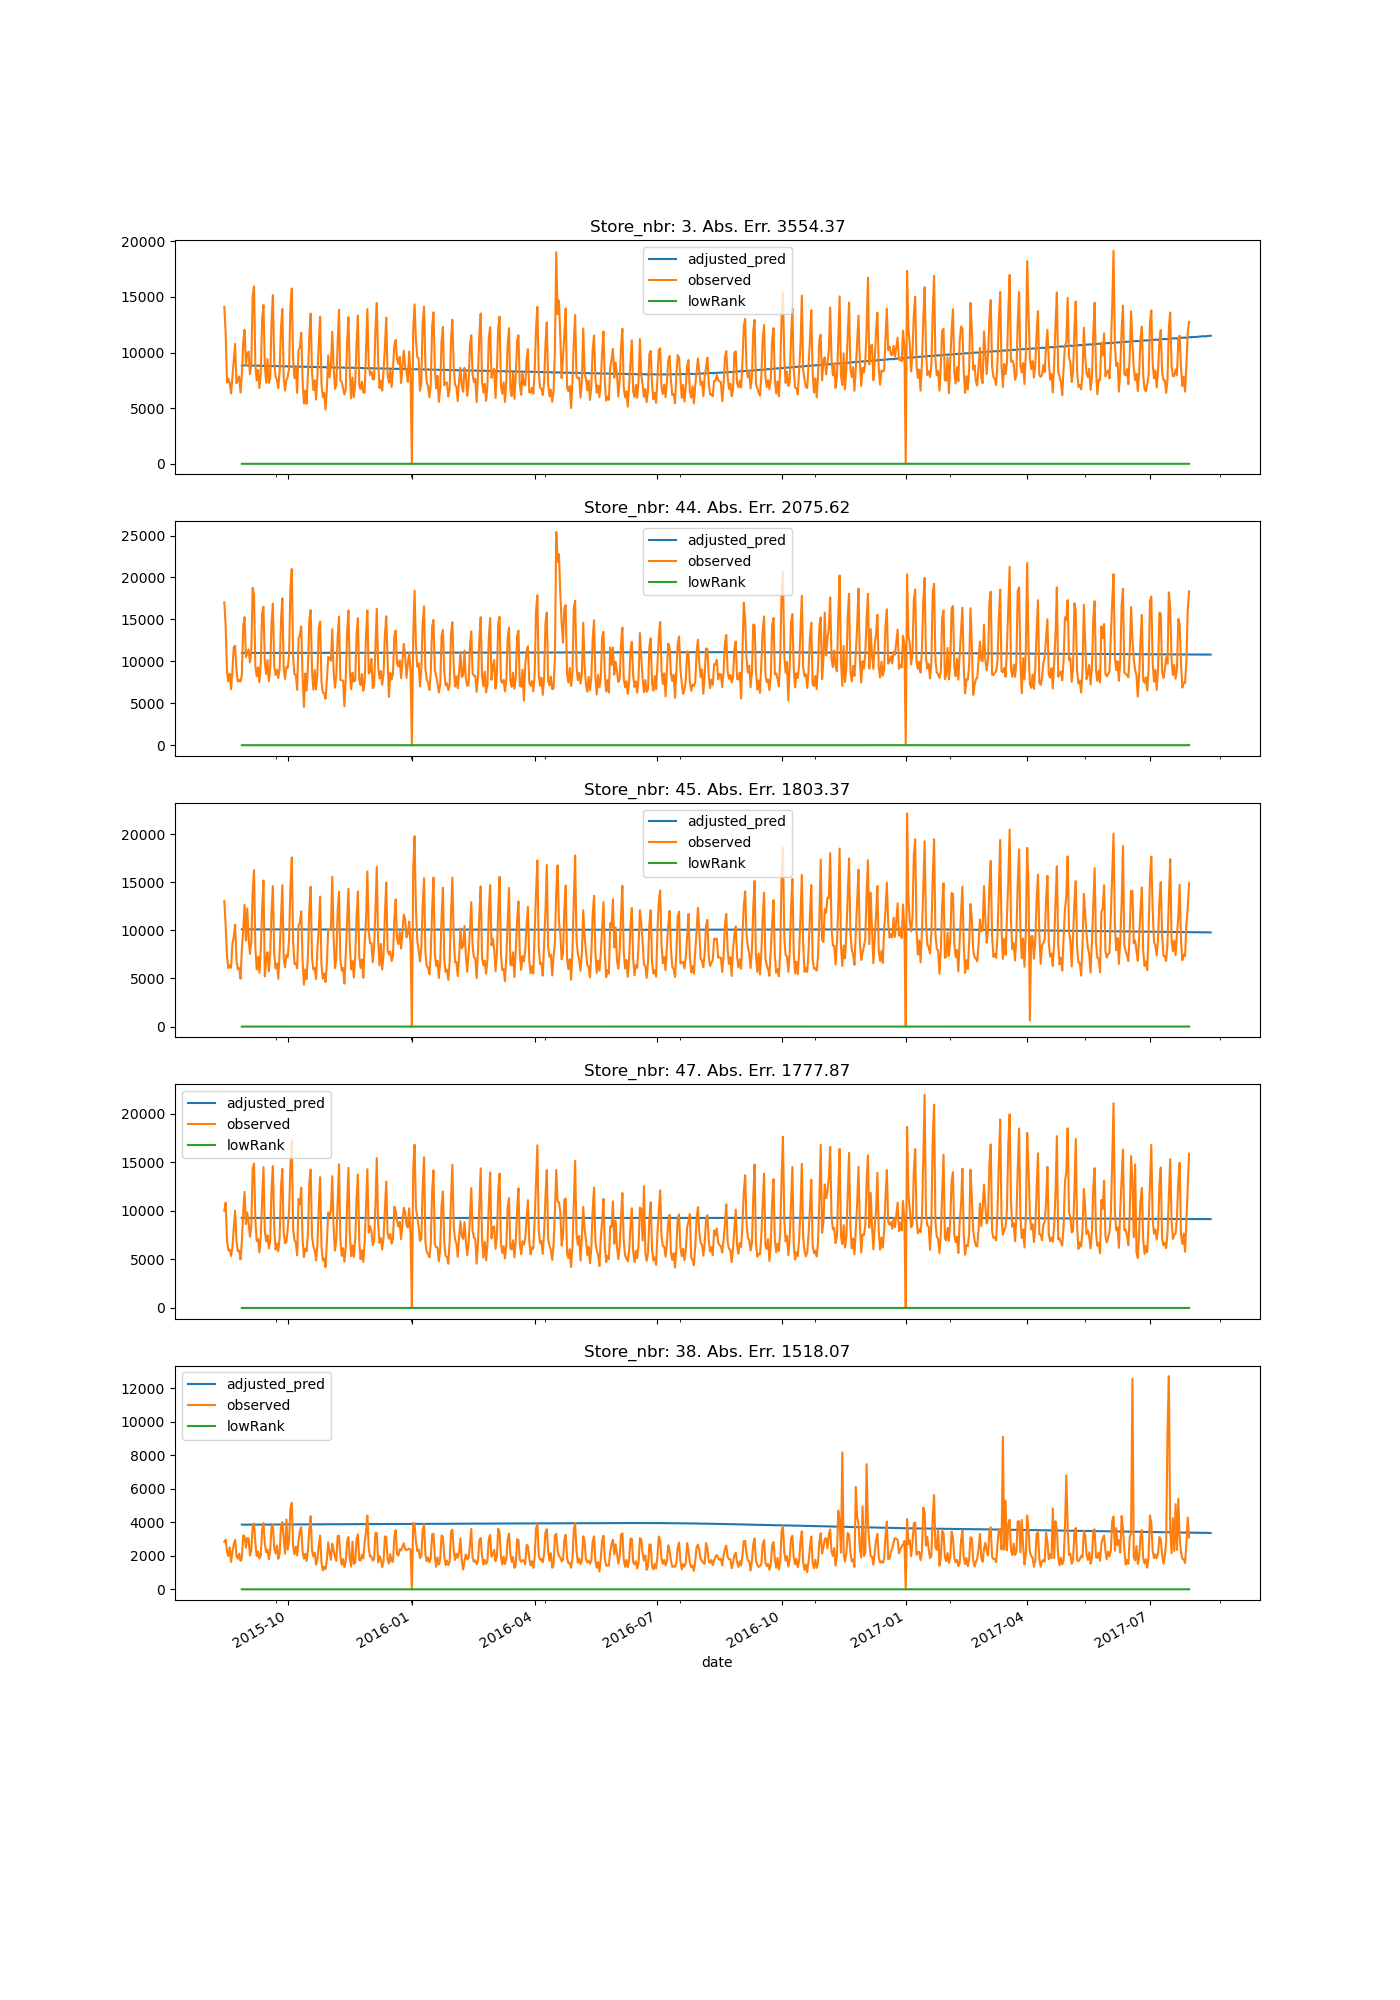 Store_nbr: 3. Abs. Err. 3554.37
20000
15000
10000
5000
0
adjusted_pred
observed
lowRank
Store_nbr: 44. Abs. Err. 2075.62
25000
20000
15000
10000
5000
0
adjusted_pred
observed
lowRank
Store_nbr: 45. Abs. Err. 1803.37
20000
15000
10000
5000
0
adjusted_pred
observed
lowRank
Store_nbr: 47. Abs. Err. 1777.87
20000
15000
10000
5000
0
adjusted_pred
observed
lowRank
Store_nbr: 38. Abs. Err. 1518.07
12000
10000
8000
6000
4000
2000
0
adjusted_pred
observed
lowRank
2015-10
2016-01
2016-04
2016-07
2016-10
2017-01
2017-04
2017-07
date